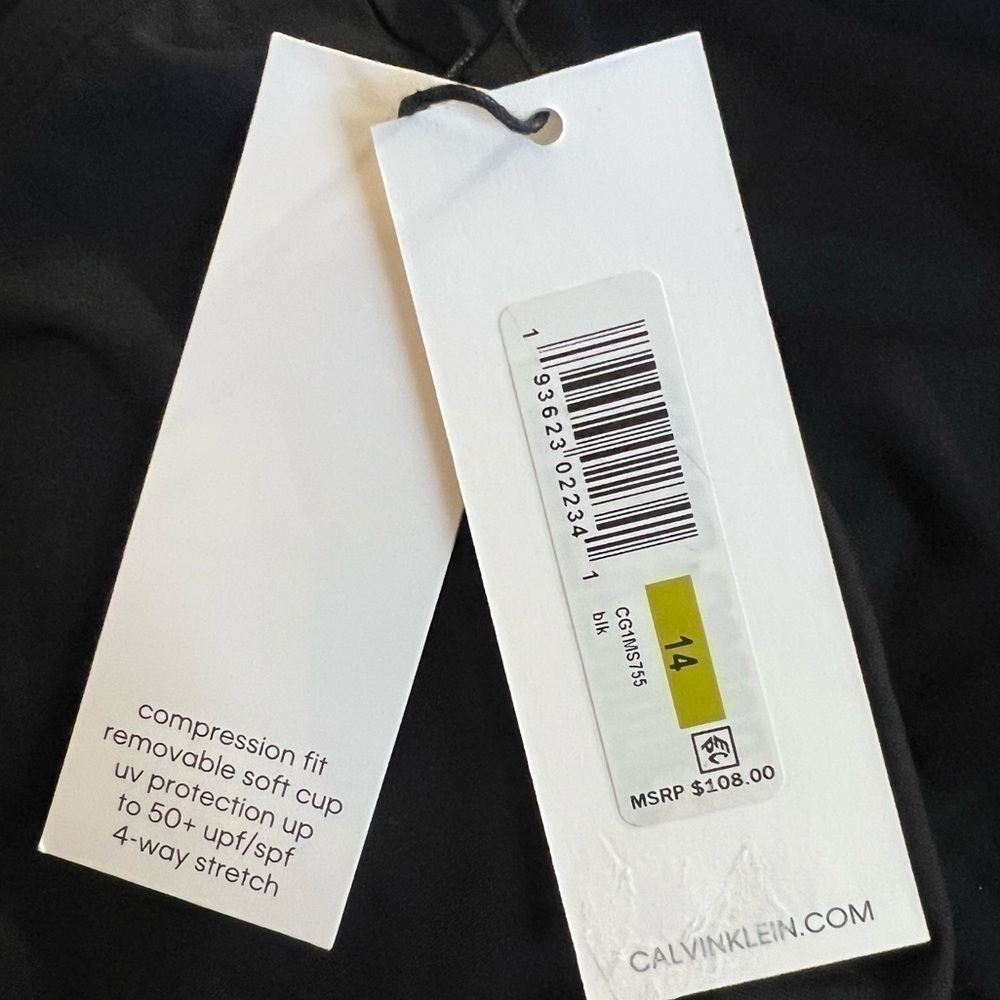 compression fit
removable soft cup
uv protection up
to 50+ upf/spf
4-way stretch
1 93623 02234 1
CG1MS755
blk
14
EPC
MSRP $108.00
CALVINKLEIN.COM